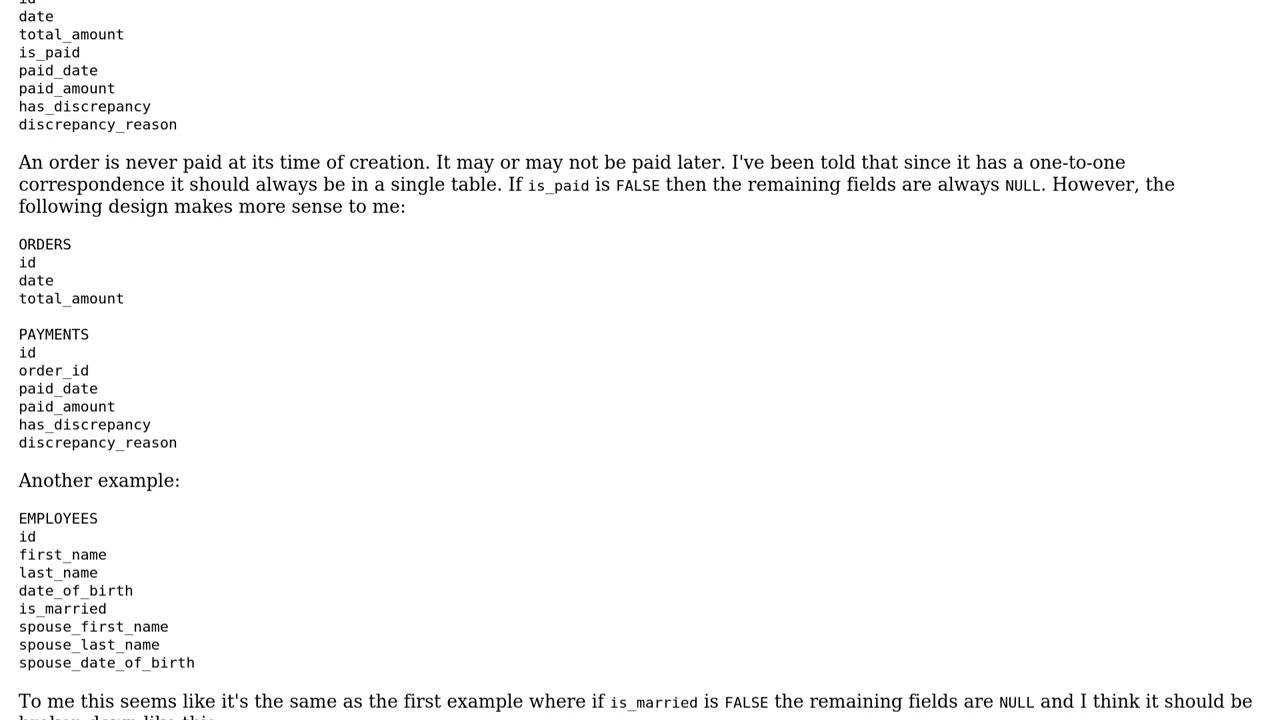 id
date
total_amount
is_paid
paid_date
paid_amount
has_discrepancy
discrepancy_reason
An order is never paid at its time of creation. It may or may not be paid later. I've been told that since it has a one-to-one
correspondence it should always be in a single table. If is_paid is FALSE then the remaining fields are always NULL. However, the
following design makes more sense to me:
ORDERS
id
date
total_amount
PAYMENTS
id
order_id
paid_date
paid_amount
has_discrepancy
discrepancy_reason
Another example:
EMPLOYEES
id
first_name
last_name
date_of_birth
is_married
spouse_first_name
spouse_last_name
spouse_date_of_birth
To me this seems like it's the same as the first example where if is_married is FALSE the remaining fields are NULL and I think it should be
broken down like this